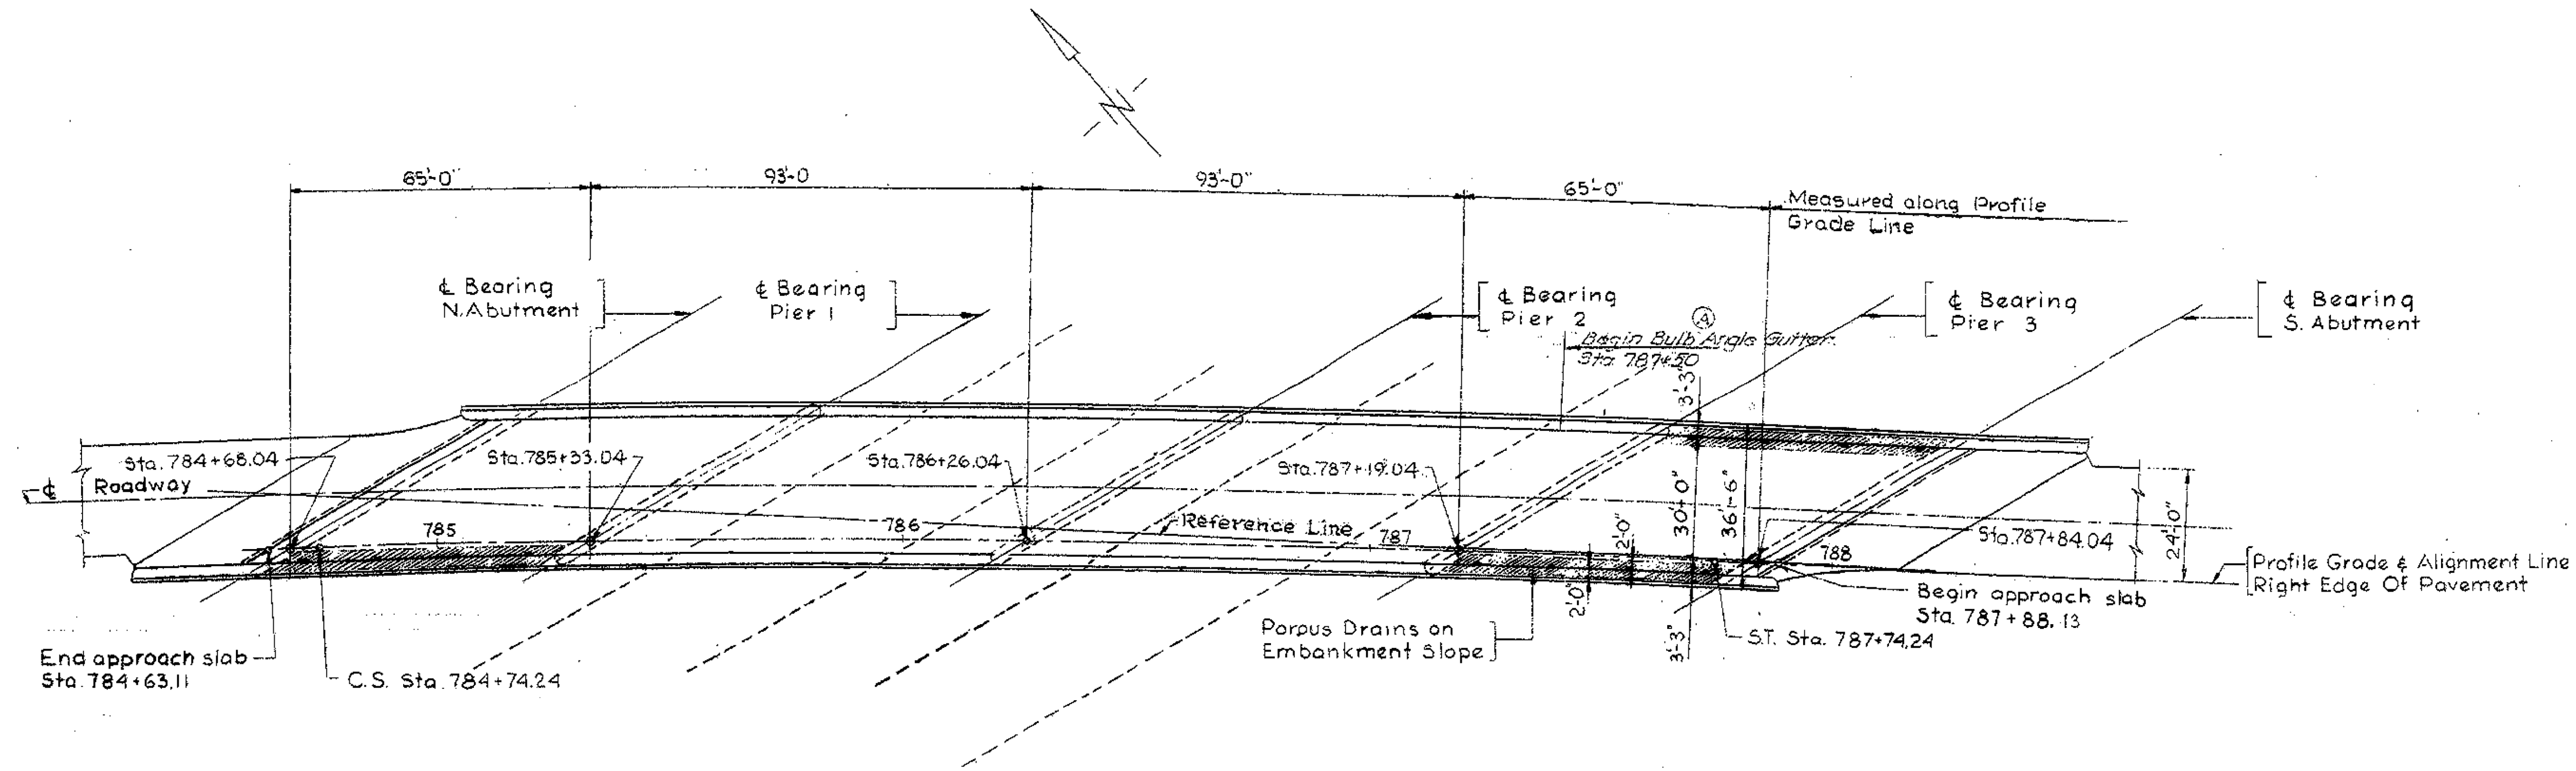 N
65'-0"
93'-0
93'-0"
65'-0"
Measured along Profile
Grade Line
℄ Bearing
N. Abutment
℄ Bearing
Pier 1
℄ Bearing
Pier 2
℄ Bearing
Pier 3
℄ Bearing
S. Abutment
A
Begin Bulb Angle Gutter
Sta. 787+50
3'-3"
Sta. 784+68.04
Sta. 785+33.04
Sta. 786+26.04
Sta. 787+19.04
℄ Roadway
785
786
Reference Line
787
788
30'-0"
36'-6"
2'-0"
2'-0"
3'-3"
Sta. 787+84.04
24'-0"
Profile Grade & Alignment Line
Right Edge Of Pavement
Begin approach slab
Sta. 787+88.13
S.T. Sta. 787+74.24
Porous Drains on
Embankment Slope
End approach slab
Sta. 784+63.11
C.S. Sta. 784+74.24